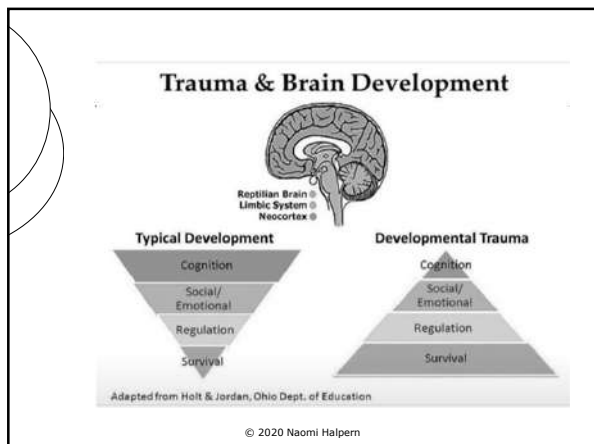 Trauma & Brain Development
Reptilian Brain
Limbic System
Neocortex
Typical Development
Cognition
Social/
Emotional
Regulation
Survival
Developmental Trauma
Cognition
Social/
Emotional
Regulation
Survival
Adapted from Holt & Jordan, Ohio Dept. of Education
© 2020 Naomi Halpern